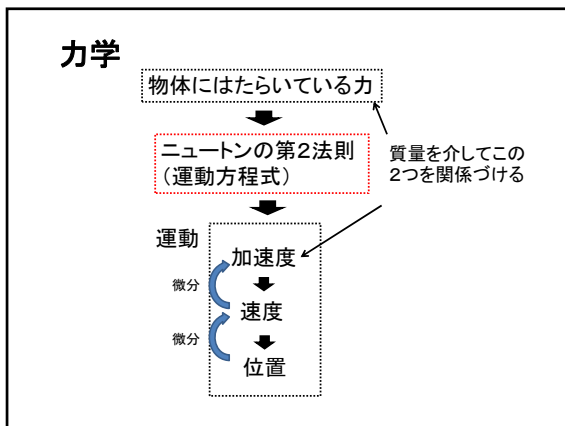 力学
物体にはたらいている力
ニュートンの第２法則
（運動方程式）
質量を介してこの
２つを関係づける
運動
加速度
微分
速度
微分
位置